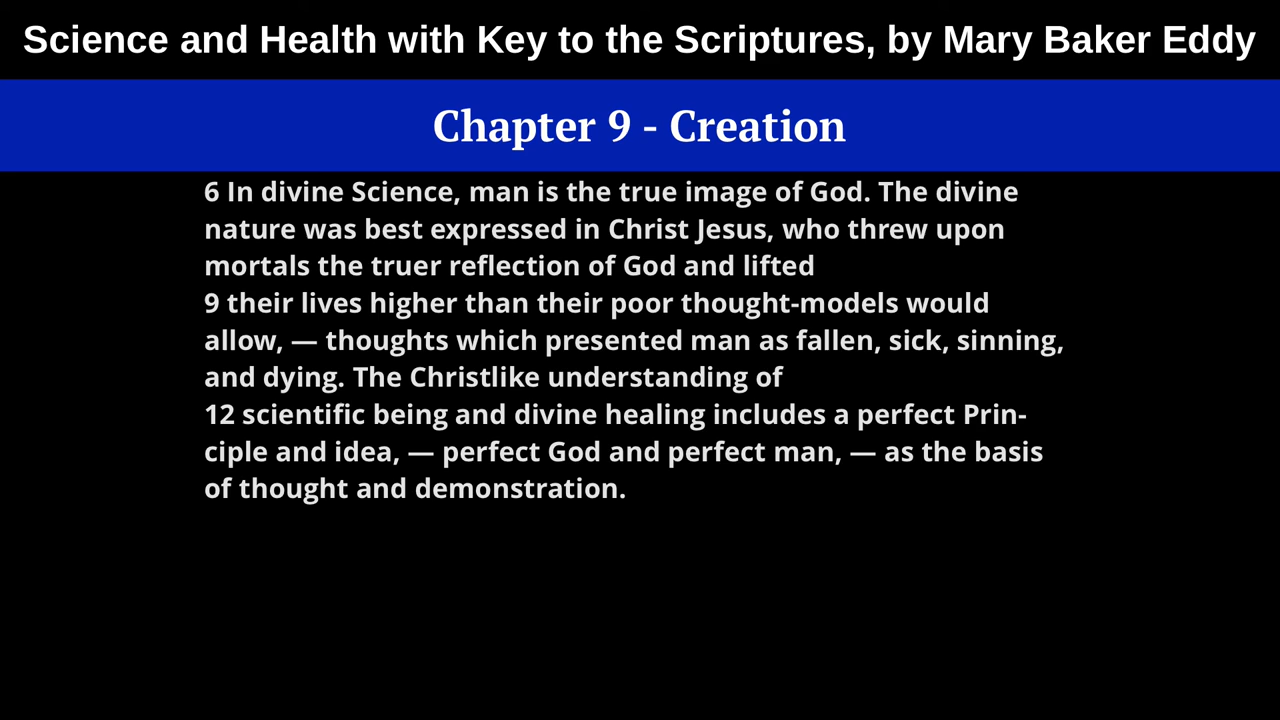 Science and Health with Key to the Scriptures, by Mary Baker Eddy
Chapter 9 - Creation
6 In divine Science, man is the true image of God. The divine
nature was best expressed in Christ Jesus, who threw upon
mortals the truer reflection of God and lifted
9 their lives higher than their poor thought-models would
allow, — thoughts which presented man as fallen, sick, sinning,
and dying. The Christlike understanding of
12 scientific being and divine healing includes a perfect Prin-
ciple and idea, — perfect God and perfect man, — as the basis
of thought and demonstration.